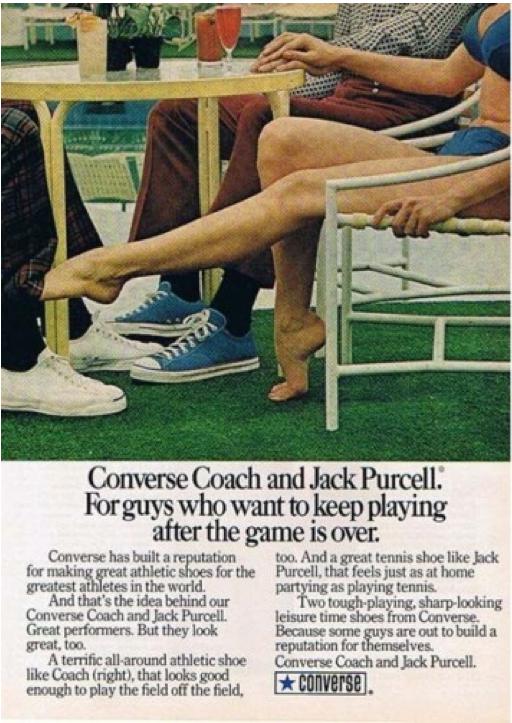 Converse Coach and Jack Purcell.®
For guys who want to keep playing
after the game is over.
Converse has built a reputation
for making great athletic shoes for the
greatest athletes in the world.
And that's the idea behind our
Converse Coach and Jack Purcell.
Great performers. But they look
great, too.
A terrific all-around athletic shoe
like Coach (right), that looks good
enough to play the field off the field,
too. And a great tennis shoe like Jack
Purcell, that feels just as at home
partying as playing tennis.
Two tough-playing, sharp-looking
leisure time shoes from Converse.
Because some guys are out to build a
reputation for themselves.
Converse Coach and Jack Purcell.
★ converse®.